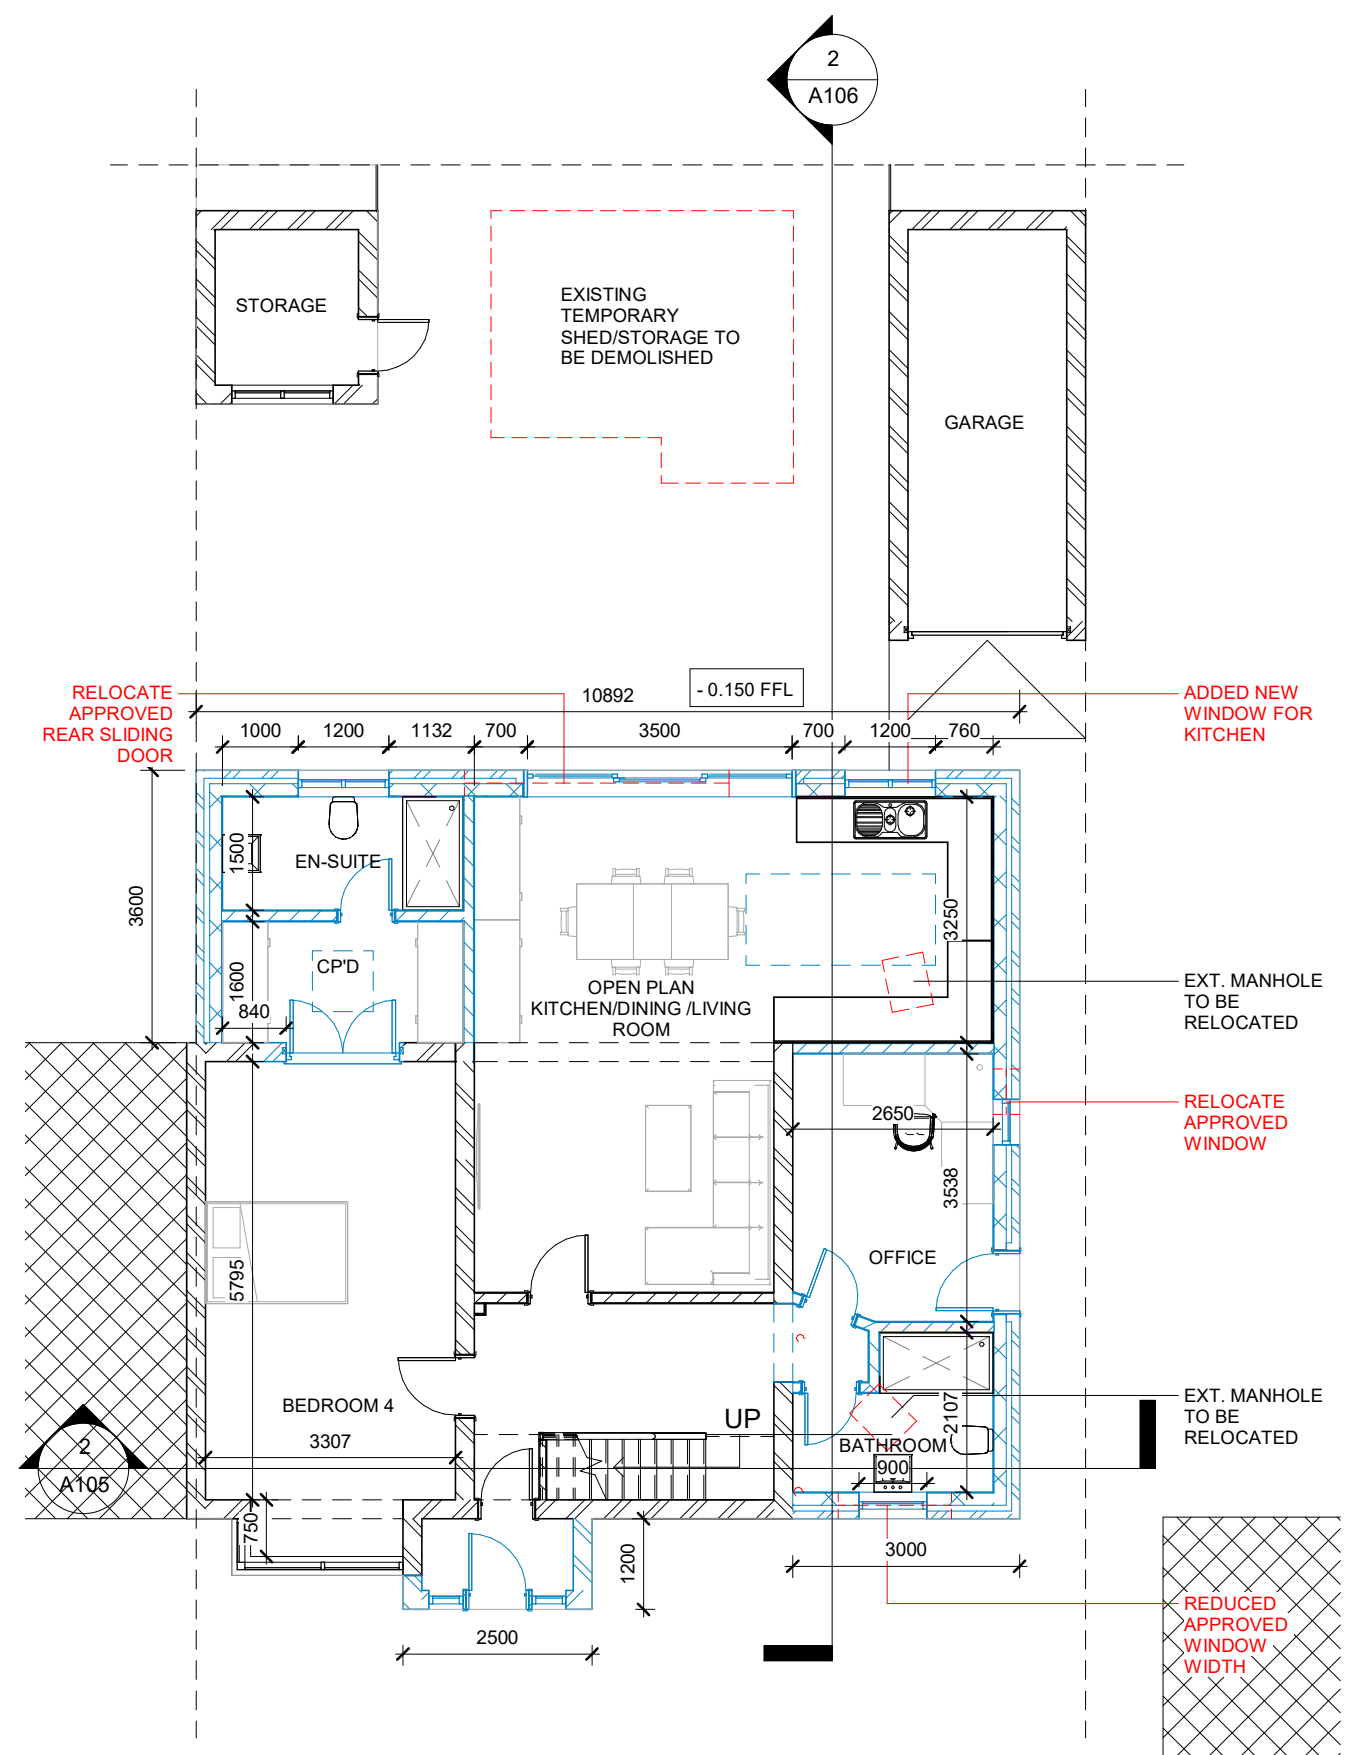 2
A106
STORAGE
EXISTING
TEMPORARY
SHED/STORAGE TO
BE DEMOLISHED
GARAGE
RELOCATE
APPROVED
REAR SLIDING
DOOR
10892
- 0.150 FFL
ADDED NEW
WINDOW FOR
KITCHEN
1000
1200
1132
700
3500
700
1200
760
3600
1500
EN-SUITE
3250
1600
CP'D
840
OPEN PLAN
KITCHEN/DINING /LIVING
ROOM
EXT. MANHOLE
TO BE
RELOCATED
2650
RELOCATE
APPROVED
WINDOW
3538
OFFICE
5795
BEDROOM 4
3307
UP
2107
BATHROOM
900
EXT. MANHOLE
TO BE
RELOCATED
2
A105
750
1200
3000
2500
REDUCED
APPROVED
WINDOW
WIDTH